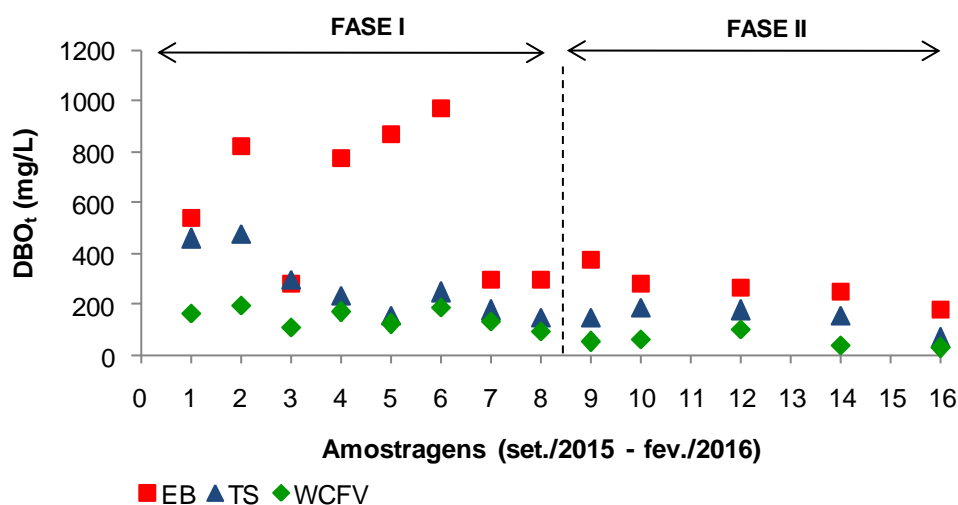 FASE I FASE II
1200
1000
800
600
400
200
0
DBOt (mg/L)
0 1 2 3 4 5 6 7 8 9 10 11 12 13 14 15 16
Amostragens (set./2015 - fev./2016)
EB TS WCFV